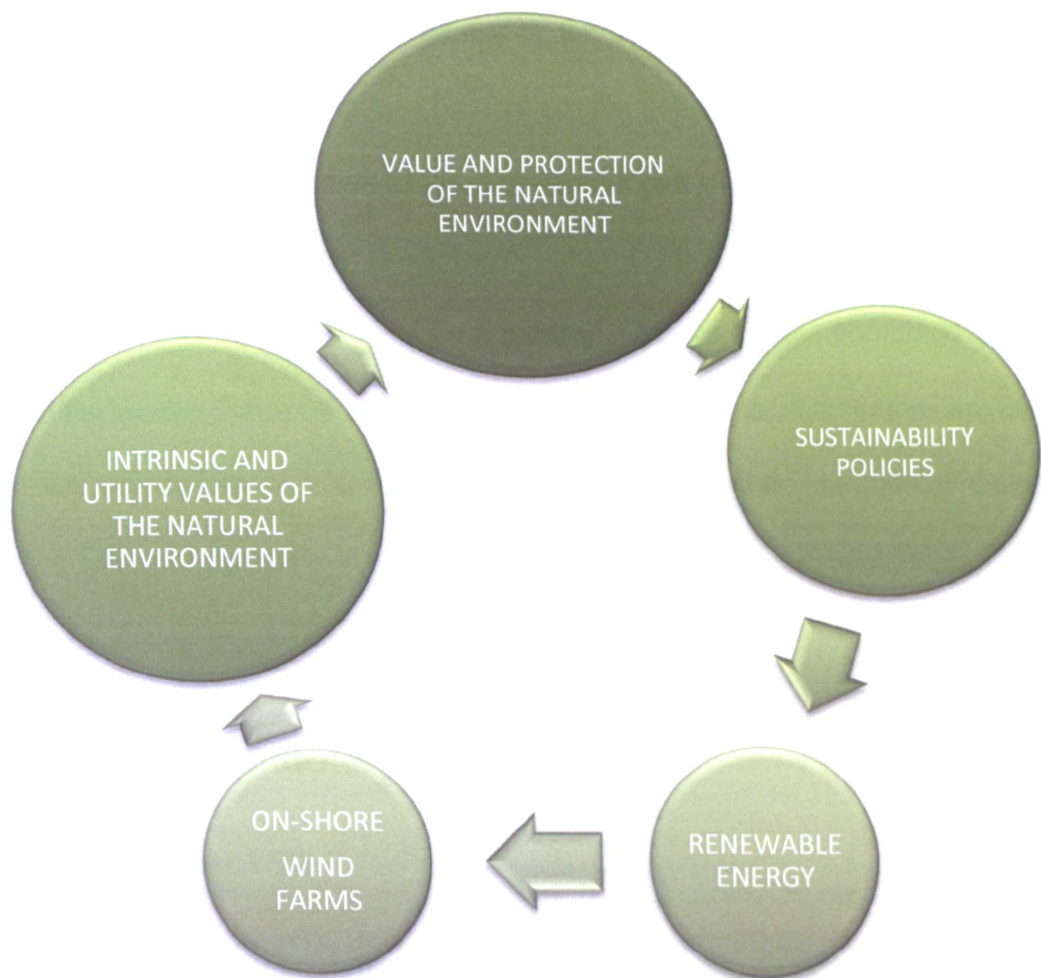 VALUE AND PROTECTION
OF THE NATURAL
ENVIRONMENT
SUSTAINABILITY
POLICIES
RENEWABLE
ENERGY
ON-SHORE
WIND
FARMS
INTRINSIC AND
UTILITY VALUES OF
THE NATURAL
ENVIRONMENT